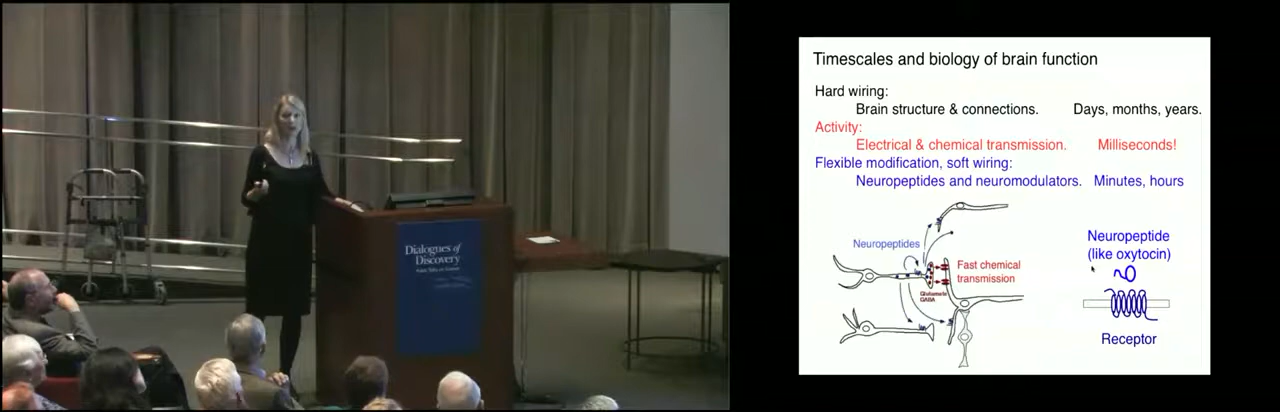 Dialogues of
Discovery
Timescales and biology of brain function
Hard wiring:
Brain structure & connections. Days, months, years.
Activity:
Electrical & chemical transmission. Milliseconds!
Flexible modification, soft wiring:
Neuropeptides and neuromodulators. Minutes, hours
Neuropeptides
Fast chemical
transmission
Glutamate
GABA
Neuropeptide
(like oxytocin)
Receptor